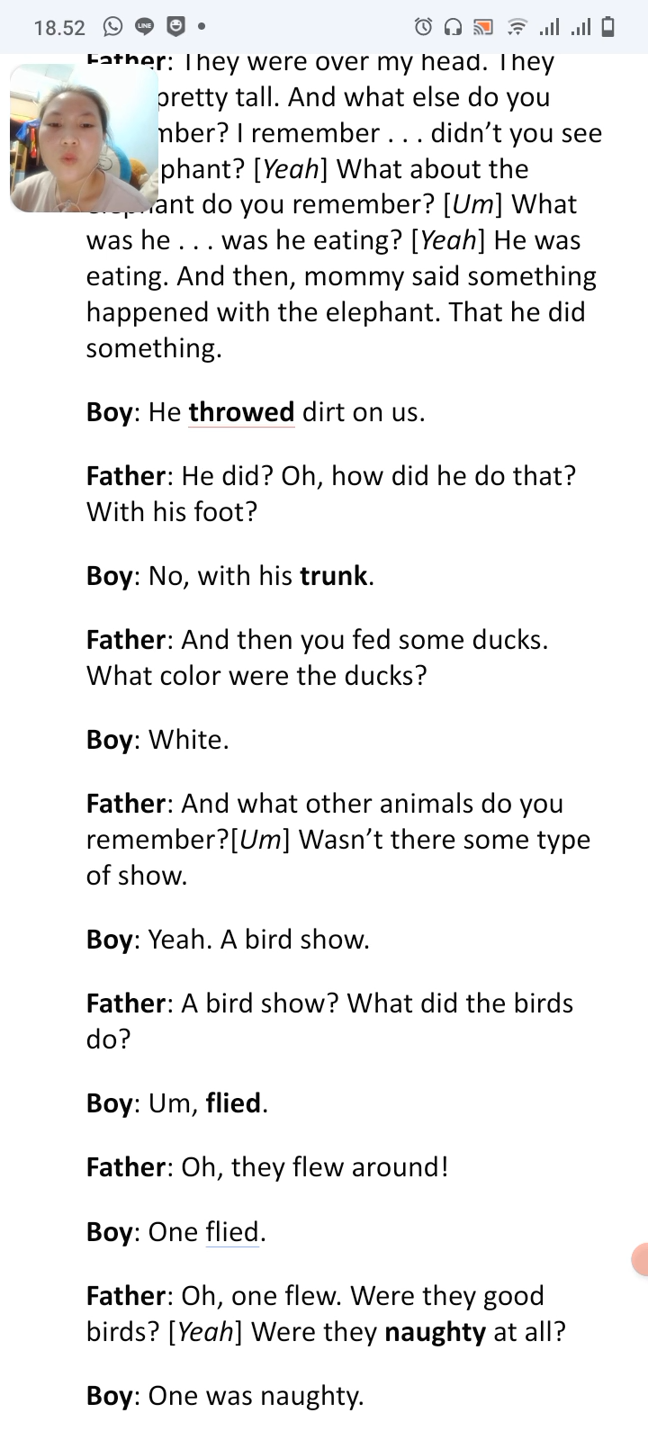 18.52
LINE
Father: They were over my head. They
pretty tall. And what else do you
mber? I remember . . . didn’t you see
phant? [Yeah] What about the
ant do you remember? [Um] What
was he . . . was he eating? [Yeah] He was
eating. And then, mommy said something
happened with the elephant. That he did
something.
Boy: He throwed dirt on us.
Father: He did? Oh, how did he do that?
With his foot?
Boy: No, with his trunk.
Father: And then you fed some ducks.
What color were the ducks?
Boy: White.
Father: And what other animals do you
remember?[Um] Wasn’t there some type
of show.
Boy: Yeah. A bird show.
Father: A bird show? What did the birds
do?
Boy: Um, flied.
Father: Oh, they flew around!
Boy: One flied.
Father: Oh, one flew. Were they good
birds? [Yeah] Were they naughty at all?
Boy: One was naughty.